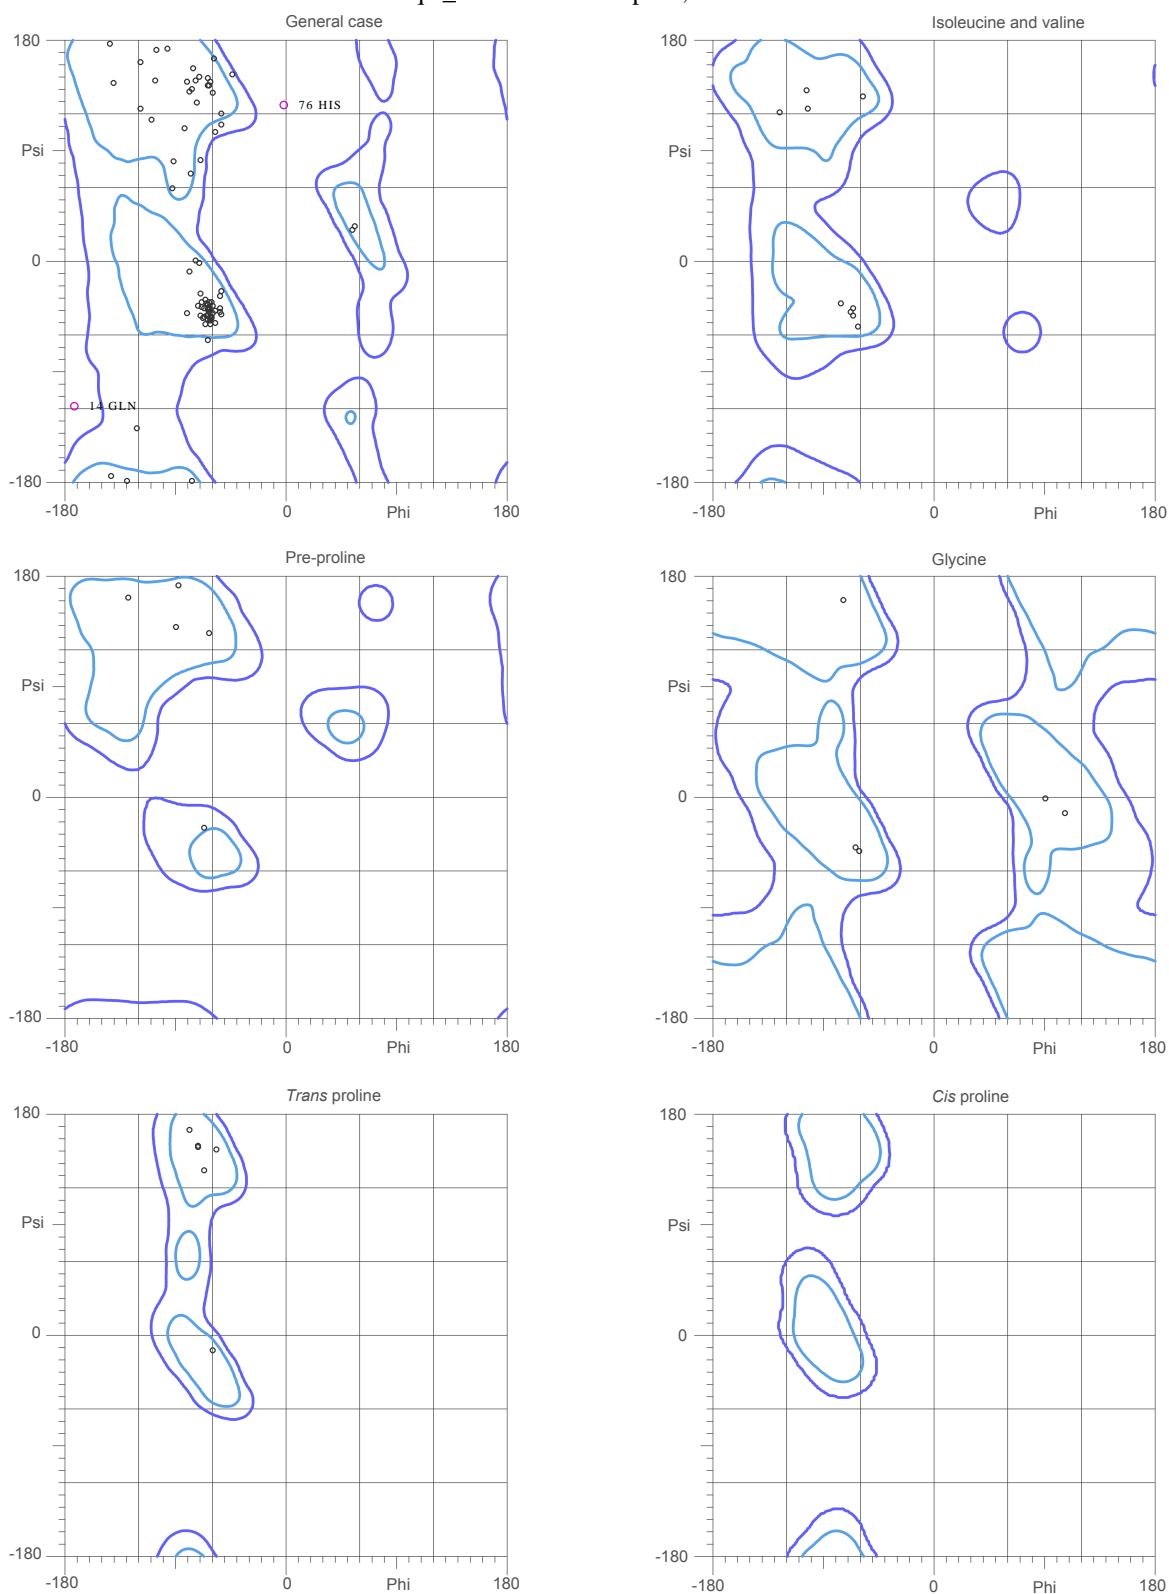 General case
Isoleucine and valine
180
180
76 HIS
Psi
Psi
0
0
14 GLN
-180
-180
-180
0
Phi
180
-180
0
Phi
180
Pre-proline
Glycine
180
180
Psi
Psi
0
0
-180
-180
-180
0
Phi
180
-180
0
Phi
180
Trans proline
Cis proline
180
180
Psi
Psi
0
0
-180
-180
-180
0
Phi
180
-180
0
Phi
180